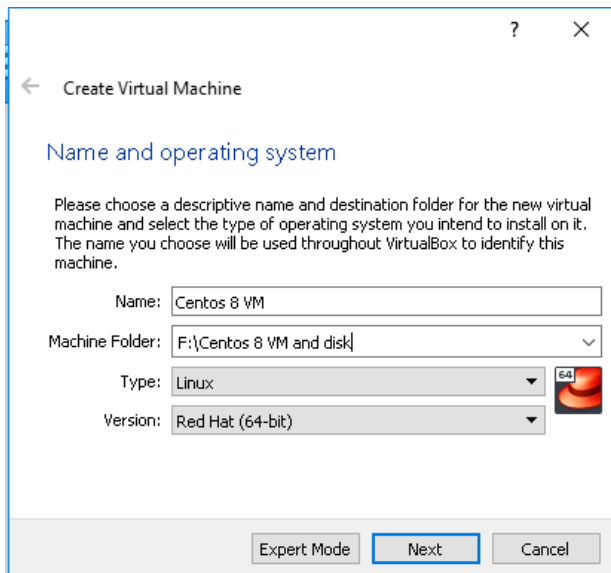 ?
Create Virtual Machine
Name and operating system
Please choose a descriptive name and destination folder for the new virtual
machine and select the type of operating system you intend to install on it.
The name you choose will be used throughout VirtualBox to identify this
machine.
Name: Centos 8 VM
Machine Folder: F:\Centos 8 VM and disk
64
Type: Linux
Version: Red Hat (64-bit)
Expert Mode Next Cancel